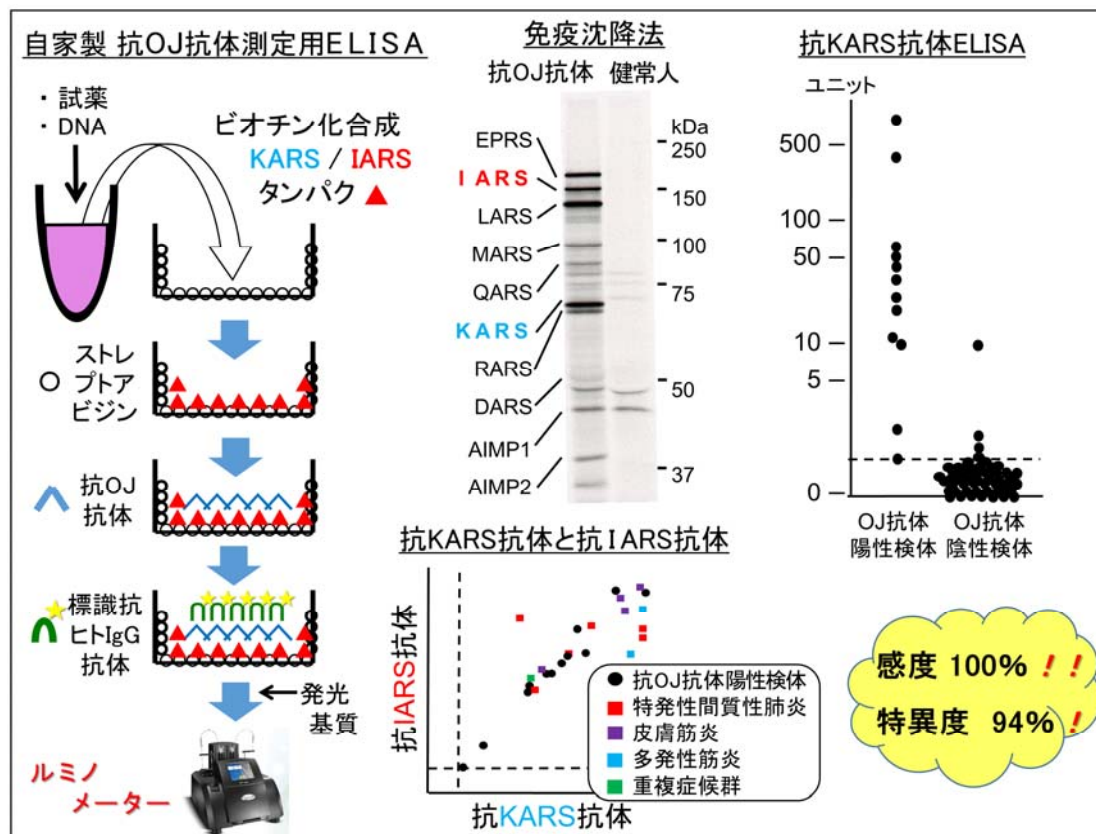 自家製 抗OJ抗体測定用ELISA
・試薬
・DNA
ビオチン化合成
KARS / IARS
タンパク
ストレ
プトア
ビジン
抗OJ
抗体
標識抗
ヒトIgG
抗体
発光
基質
ルミノ
メーター
免疫沈降法
抗OJ抗体 健常人
kDa
EPRS
IARS
LARS
MARS
QARS
KARS
RARS
DARS
AIMP1
AIMP2
250
150
100
75
50
37
抗KARS抗体ELISA
ユニット
500
100
50
10
5
0
OJ抗体
陽性検体
OJ抗体
陰性検体
抗KARS抗体と抗IARS抗体
抗IARS抗体
抗KARS抗体
抗OJ抗体陽性検体
特発性間質性肺炎
皮膚筋炎
多発性筋炎
重複症候群
感度 100% !!
特異度 94% !